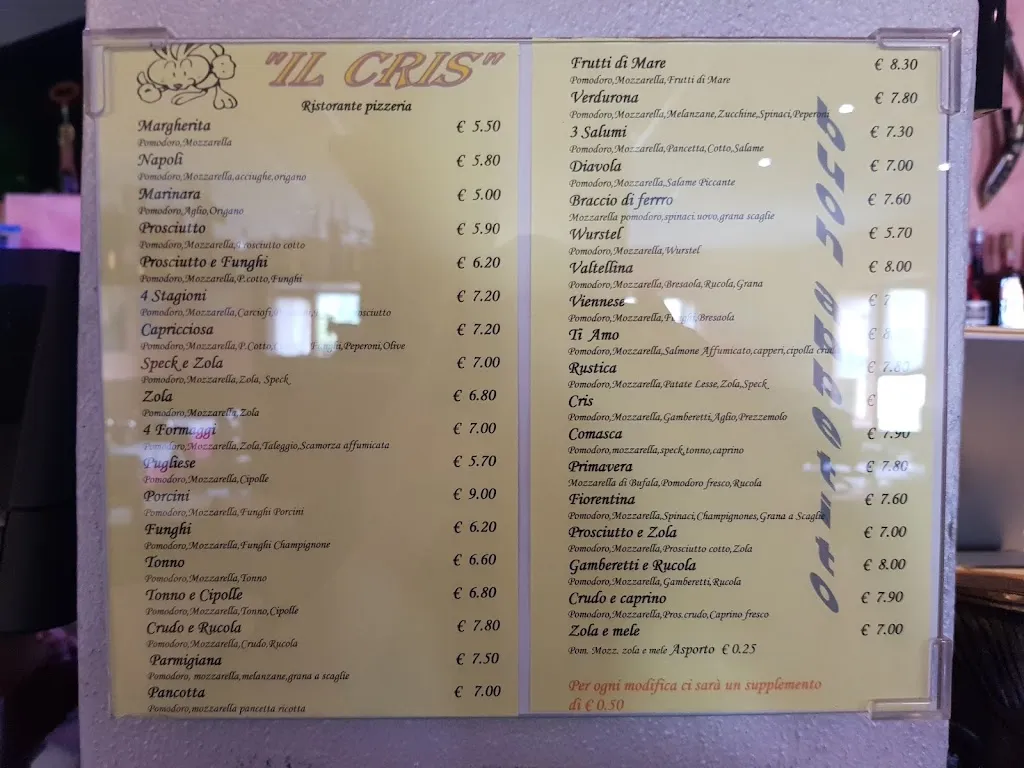 "IL CRIS"
Ristorante pizzeria
Margherita € 5.50
Pomodoro,Mozzarella
Napoli € 5.80
Pomodoro,Mozzarella,acciughe,origano
Marinara € 5.00
Pomodoro,Aglio,Origano
Prosciutto € 5.90
Pomodoro,Mozzarella,Prosciutto cotto
Prosciutto e Funghi € 6.20
Pomodoro,Mozzarella,P.cotto,Funghi
4 Stagioni € 7.20
Pomodoro,Mozzarella,Carciofi,
Capricciosa € 7.20
Pomodoro,Mozzarella,P.Cotto, Funghi,Peperoni,Olive
Speck e Zola € 7.00
Pomodoro,Mozzarella,Zola, Speck
Zola € 6.80
Pomodoro,Mozzarella,Zola
4 Formaggi € 7.00
Pomodoro,Mozzarella,Zola,Taleggio,Scamorza affumicata
Pugliese € 5.70
Pomodoro,Mozzarella,Cipolle
Porcini € 9.00
Pomodoro,Mozzarella,Funghi Porcini
Funghi € 6.20
Pomodoro,Mozzarella,Funghi Champignone
Tonno € 6.60
Pomodoro,Mozzarella,Tonno
Tonno e Cipolle € 6.80
Pomodoro,Mozzarella,Tonno,Cipolle
Crudo e Rucola € 7.80
Pomodoro,Mozzarella,Crudo,Rucola
Parmigiana € 7.50
Pomodoro, mozzarella,melanzane,grana a scaglie
Pancotta € 7.00
Pomodoro,mozzarella pancetta ricotta
Frutti di Mare € 8.30
Pomodoro,Mozzarella,Frutti di Mare
Verdurona € 7.80
Pomodoro,Mozzarella,Melanzane,Zucchine,Spinaci,Peperoni
3 Salumi € 7.30
Pomodoro,Mozzarella,Pancetta,Cotto,Salame
Diavola € 7.00
Pomodoro,Mozzarella,Salame Piccante
Braccio di ferrro € 7.60
Mozzarella pomodoro,spinaci uovo,grana scaglie
Wurstel € 5.70
Pomodoro,Mozzarella,Wurstel
Valtellina € 8.00
Pomodoro,Mozzarella,Bresaola,Rucola,Grana
Viennese €
Pomodoro,Mozzarella,Funghi,Bresaola
Ti Amo €
Pomodoro,Mozzarella,Salmone Affumicato,capperi,cipolla cruda
Rustica € 7.80
Pomodoro,Mozzarella,Patate Lesse,Zola,Speck
Cris €
Pomodoro,Mozzarella,Gamberetti,Aglio,Prezzemolo
Comasca € 7.90
Pomodoro,mozzarella,speck,tonno,caprino
Primavera € 7.80
Mozzarella di Bufala,Pomodoro fresco,Rucola
Fiorentina € 7.60
Pomodoro,Mozzarella,Spinaci,Champignones,Grana a Scaglie
Prosciutto e Zola € 7.00
Pomodoro,Mozzarella,Prosciutto cotto,Zola
Gamberetti e Rucola € 8.00
Pomodoro,Mozzarella,Gamberetti,Rucola
Crudo e caprino € 7.90
Pomodoro,Mozzarella,Pros.crudo,Caprino fresco
Zola e mele € 7.00
Pom. Mozz. zola e mele Asporto € 0.25
Per ogni modifica ci sarà un supplemento
di € 0,50